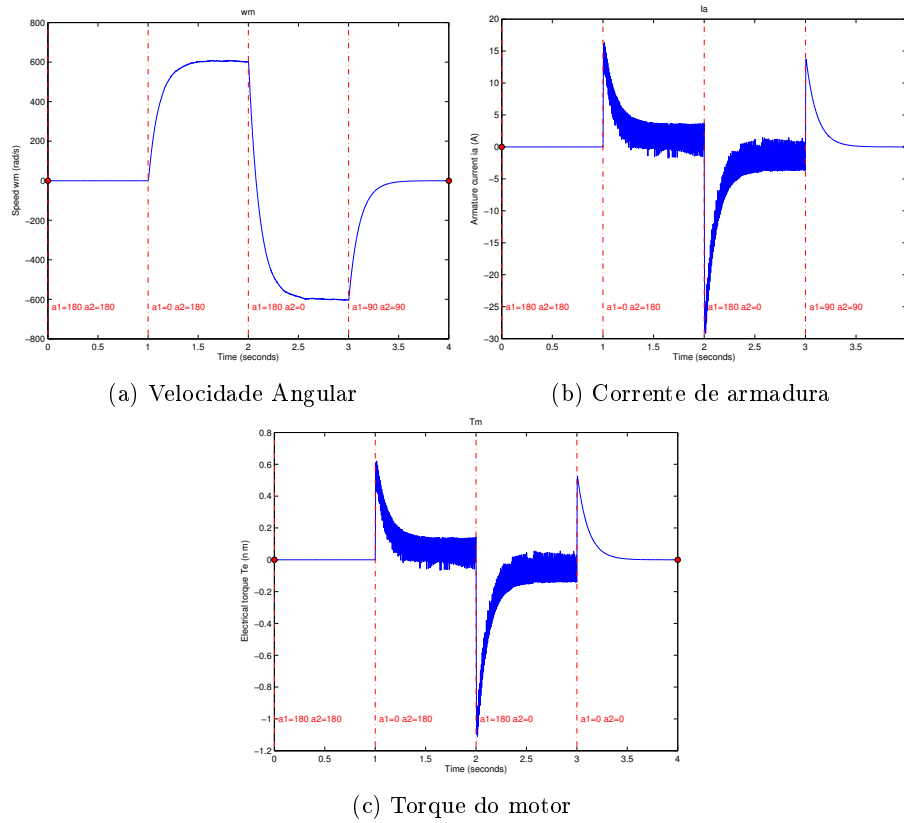 wm
800
600
400
200
0
−200
−400
−600
−800
Speed wm (rad/s)
a1=180 a2=180
a1=0 a2=180
a1=180 a2=0
a1=90 a2=90
0 0.5 1 1.5 2 2.5 3 3.5 4
Time (seconds)
(a) Velocidade Angular
Ia
20
15
10
5
0
−5
−10
−15
−20
−25
−30
Armature current ia (A)
a1=180 a2=180
a1=0 a2=180
a1=180 a2=0
a1=90 a2=90
0 0.5 1 1.5 2 2.5 3 3.5
Time (seconds)
(b) Corrente de armadura
Tm
0.8
0.6
0.4
0.2
0
−0.2
−0.4
−0.6
−0.8
−1
−1.2
Electrical torque Te (n m)
a1=180 a2=180
a1=0 a2=180
a1=180 a2=0
a1=0 a2=0
0 0.5 1 1.5 2 2.5 3 3.5 4
Time (seconds)
(c) Torque do motor